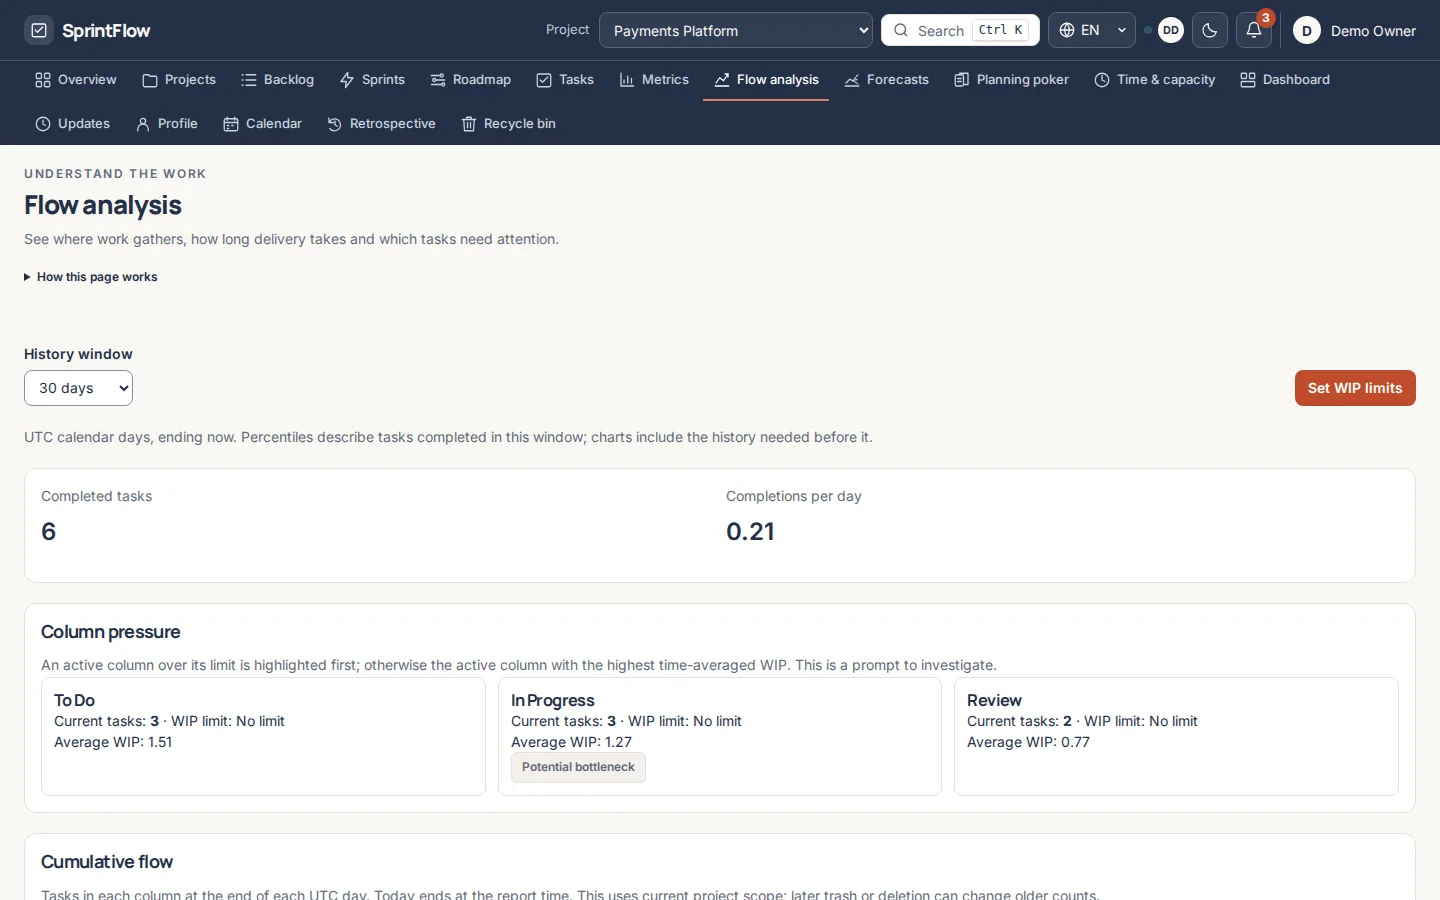 SprintFlow
Project
Payments Platform
Search Ctrl K
EN
DD
3
D
Demo Owner
Overview
Projects
Backlog
Sprints
Roadmap
Tasks
Metrics
Flow analysis
Forecasts
Planning poker
Time & capacity
Dashboard
Updates
Profile
Calendar
Retrospective
Recycle bin
UNDERSTAND THE WORK
Flow analysis
See where work gathers, how long delivery takes and which tasks need attention.
How this page works
History window
30 days
Set WIP limits
UTC calendar days, ending now. Percentiles describe tasks completed in this window; charts include the history needed before it.
Completed tasks
6
Completions per day
0.21
Column pressure
An active column over its limit is highlighted first; otherwise the active column with the highest time-averaged WIP. This is a prompt to investigate.
To Do
Current tasks: 3 · WIP limit: No limit
Average WIP: 1.51
In Progress
Current tasks: 3 · WIP limit: No limit
Average WIP: 1.27
Potential bottleneck
Review
Current tasks: 2 · WIP limit: No limit
Average WIP: 0.77
Cumulative flow
Tasks in each column at the end of each UTC day. Today ends at the report time. This uses current project scope; later trash or deletion can change older counts.